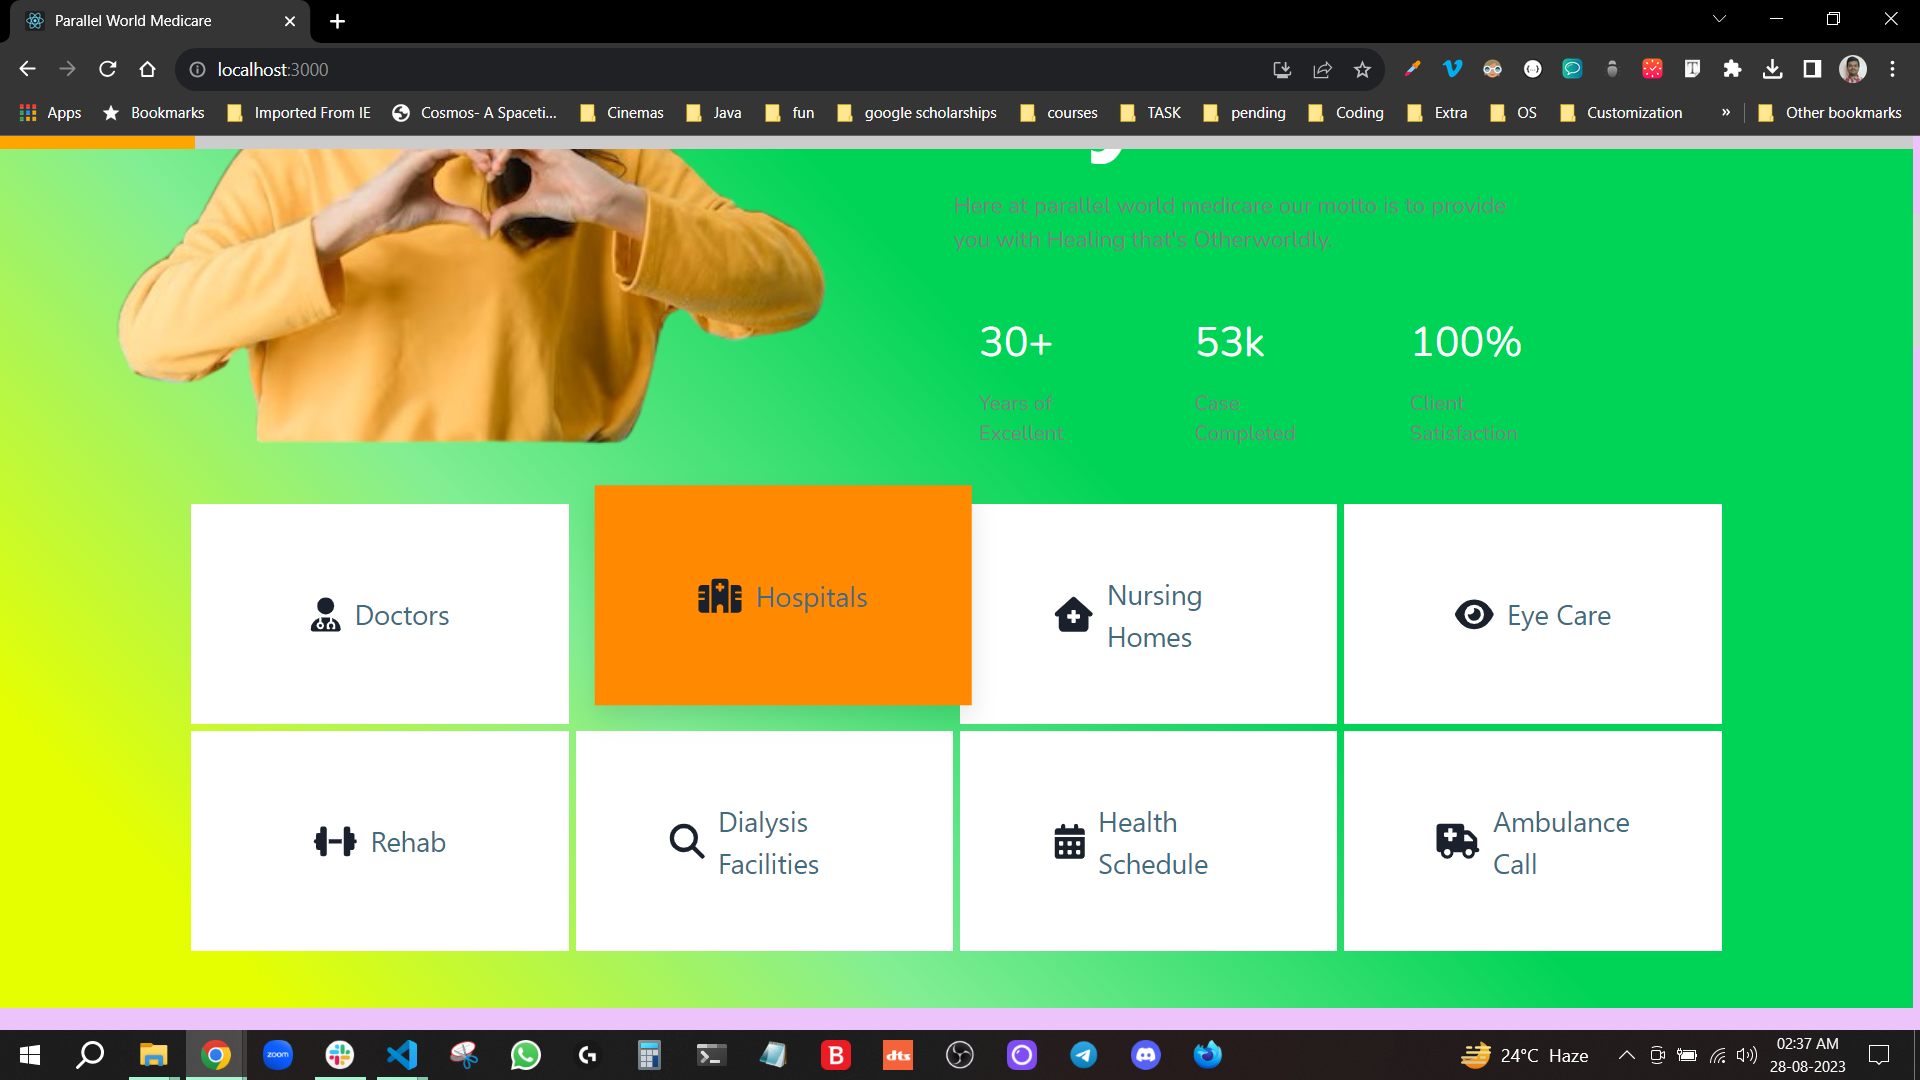 Parallel World Medicare
localhost:3000
Apps
Bookmarks
Imported From IE
Cosmos- A Spaceti...
Cinemas
Java
fun
google scholarships
courses
TASK
pending
Coding
Extra
OS
Customization
»
Other bookmarks
Here at parallel world medicare our motto is to provide
you with Healing that's Otherworldly.
30+
53k
100%
Years of
Excellent
Case
Completed
Client
Satisfaction
Doctors
Hospitals
Nursing
Homes
Eye Care
Rehab
Dialysis
Facilities
Health
Schedule
Ambulance
Call
zoom
B
dts
24°C Haze
02:37 AM
28-08-2023